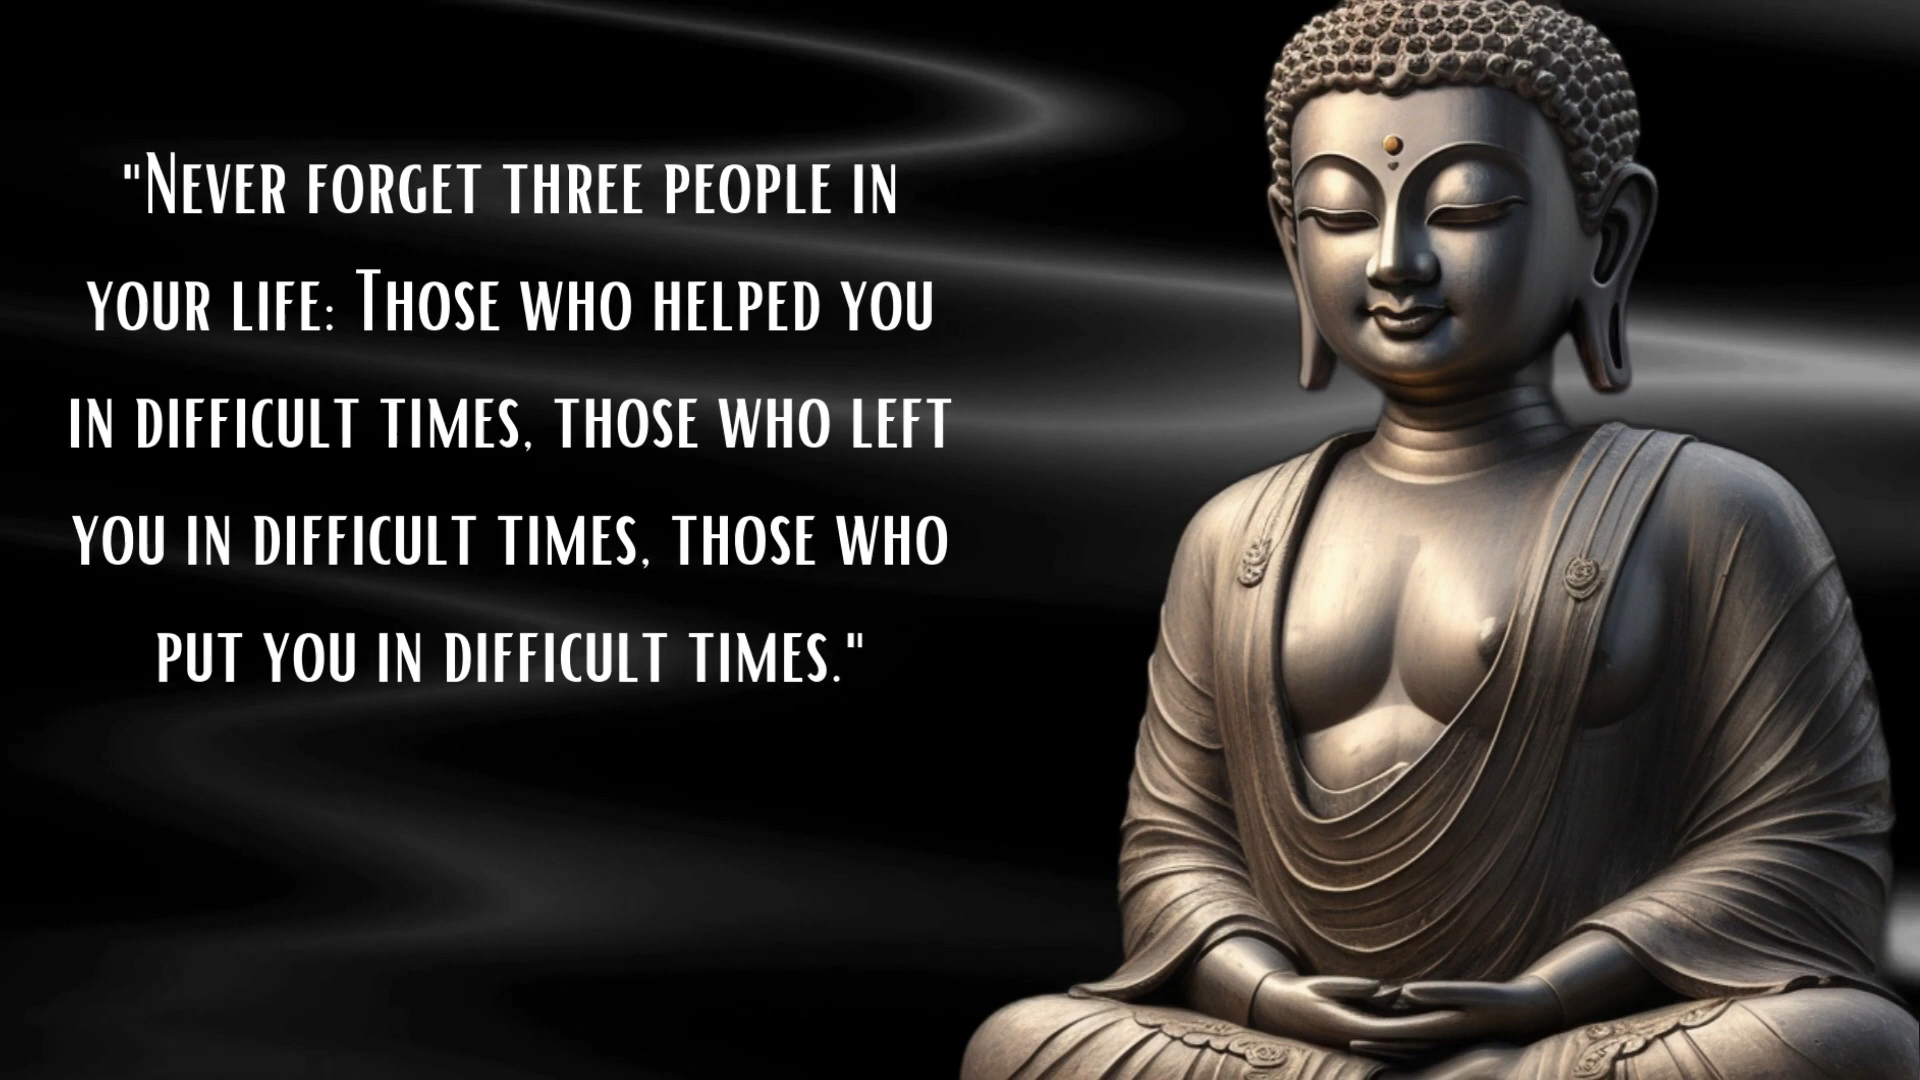 "Never forget three people in
your life: Those who helped you
in difficult times, those who left
you in difficult times, those who
put you in difficult times."